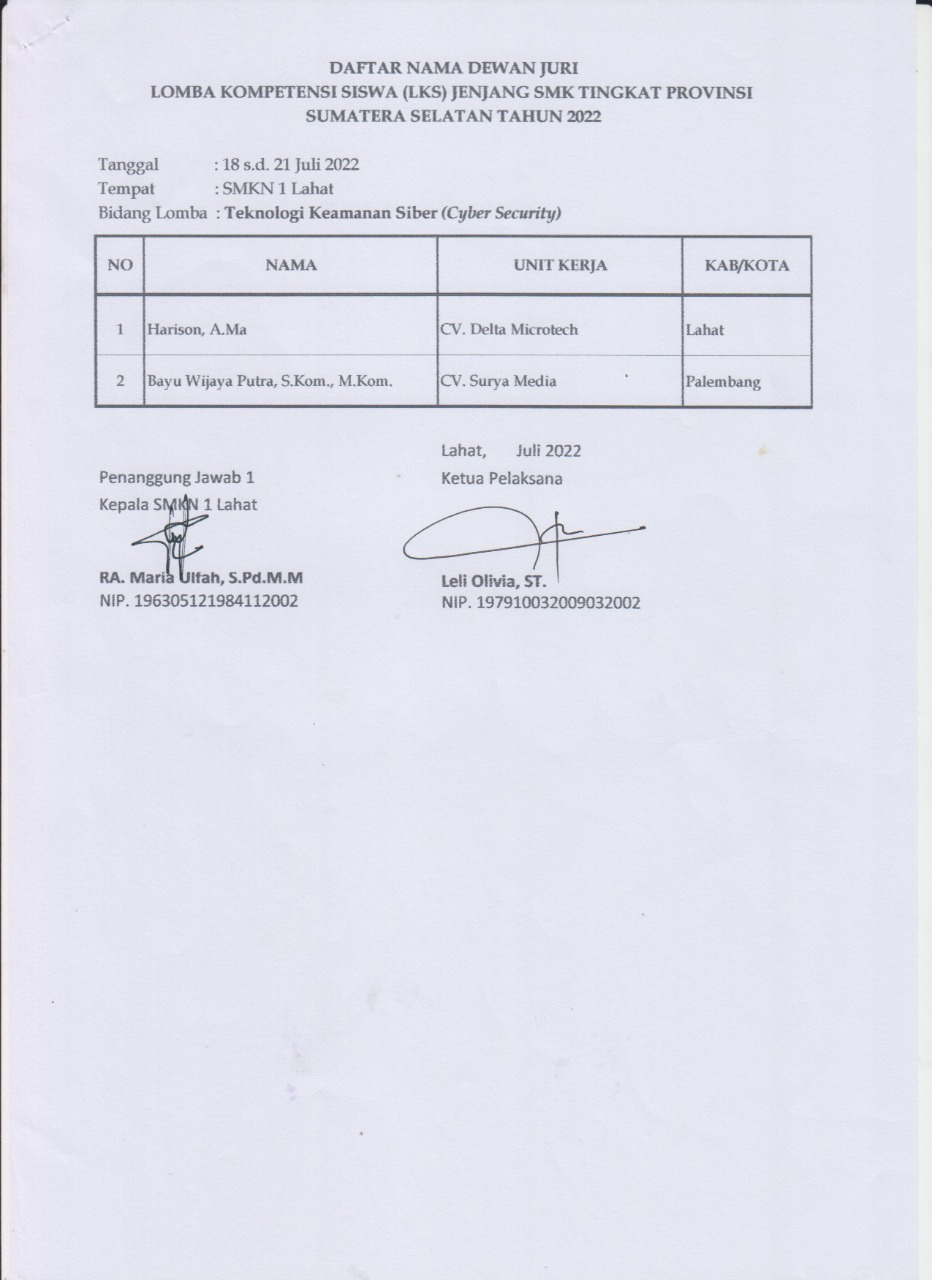 DAFTAR NAMA DEWAN JURI
LOMBA KOMPETENSI SISWA (LKS) JENJANG SMK TINGKAT PROVINSI
SUMATERA SELATAN TAHUN 2022
Tanggal : 18 s.d. 21 Juli 2022
Tempat : SMKN 1 Lahat
Bidang Lomba : Teknologi Keamanan Siber (Cyber Security)
NO NAMA UNIT KERJA KAB/KOTA
1 Harison, A.Ma CV. Delta Microtech Lahat
2 Bayu Wijaya Putra, S.Kom., M.Kom. CV. Surya Media Palembang
Lahat, Juli 2022
Penanggung Jawab 1 Ketua Pelaksana
Kepala SMKN 1 Lahat
RA. Maria Ulfah, S.Pd.M.M Leli Olivia, ST.
NIP. 196305121984112002 NIP. 197910032009032002